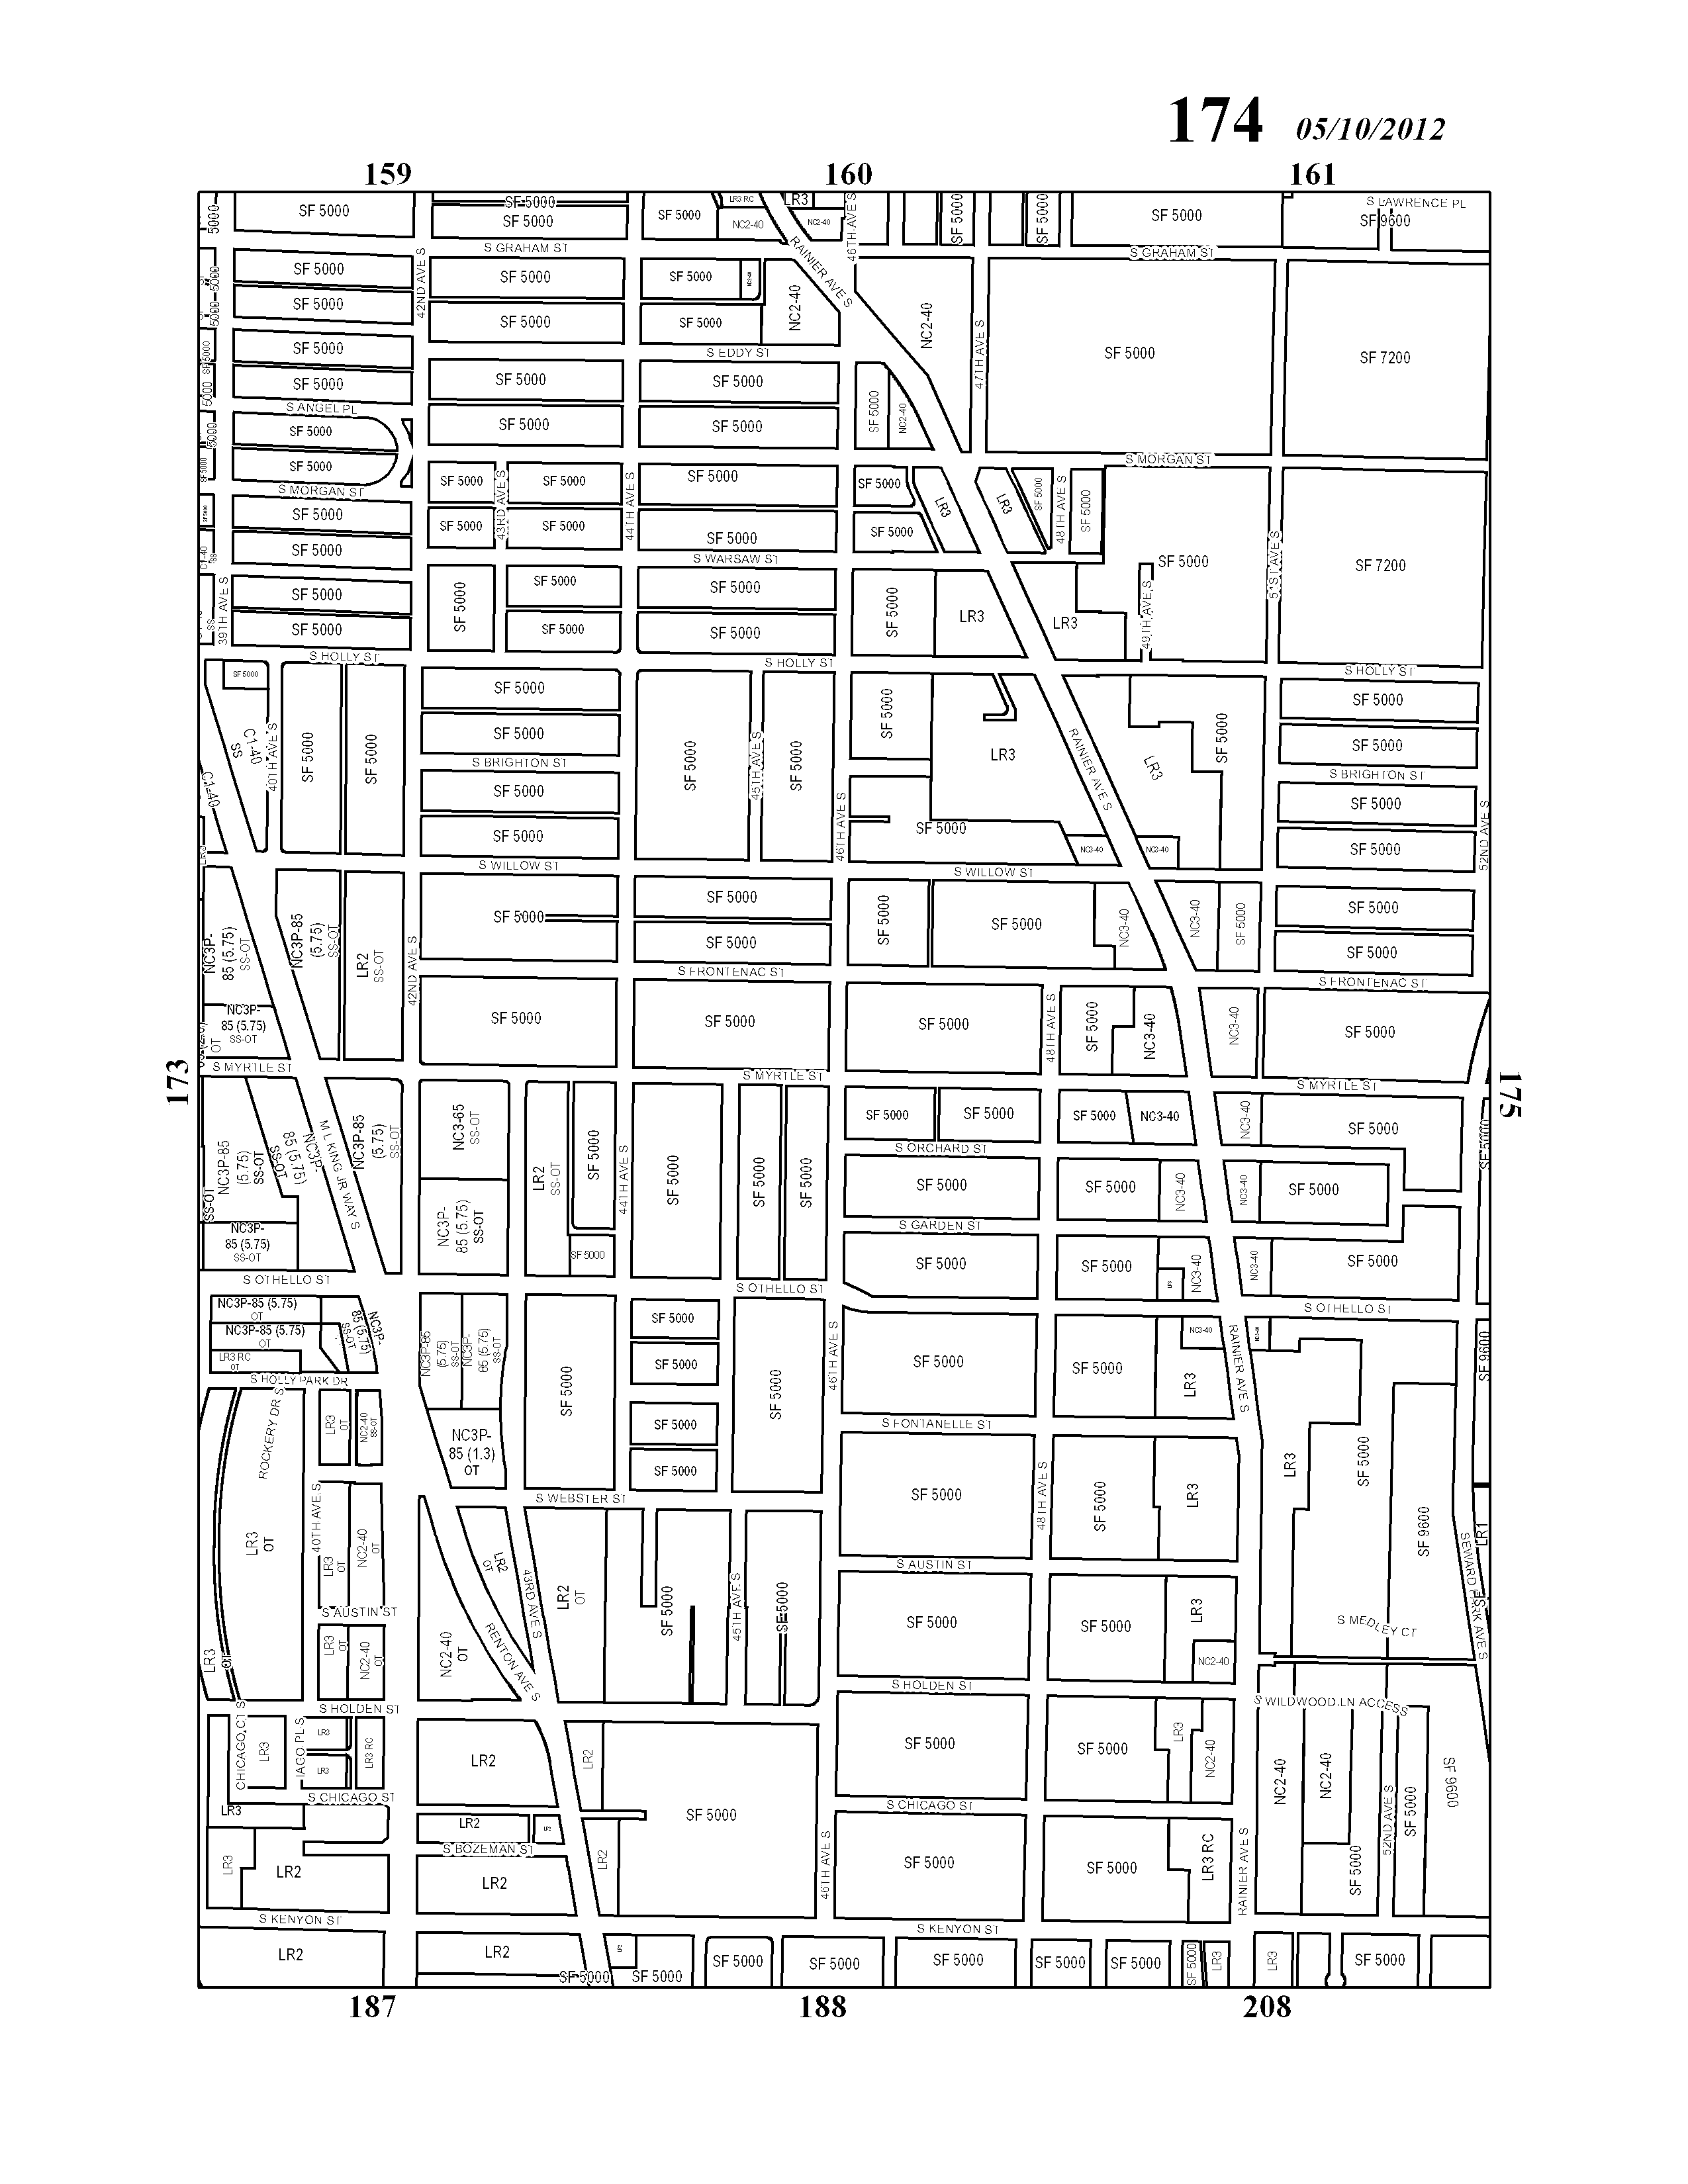 174 05/10/2012
159 160 161
5000
SF 5000
SF 5000
SF 5000
SF 5000
LR3 RC
NC2-40
LR3
NC2-40
46TH AVE S
SF 5000
SF 5000
SF 5000
S LAWRENCE PL
SF 9600
S GRAHAM ST
S GRAHAM ST
42ND AVE S
RAINIER AVE S
SF 5000
SF 5000
SF 5000
SF 5000
SF 5000
SF 5000
NC2-40
NC2-40
47TH AVE S
SF 5000
SF 7200
S EDDY ST
SF 5000
SF 5000
SF 5000
SF 5000
SF 5000
SF 5000
SF 5000
NC2-40
S ANGEL PL
SF 5000
SF 5000
S MORGAN ST
S MORGAN ST
SF 5000
SF 5000
43RD AVE S
44TH AVE S
SF 5000
SF 5000
LR3
LR3
SF 5000
48TH AVE S
SF 5000
SF 5000
SF 5000
SF 5000
SF 5000
SF 5000
SF 5000
S WARSAW ST
51ST AVE S
SF 5000
SF 7200
39TH AVE S
SF 5000
SF 5000
SF 5000
SF 5000
SF 5000
SF 5000
SF 5000
SF 5000
LR3
LR3
49TH AVE S
S HOLLY ST
S HOLLY ST
S HOLLY ST
SF 5000
C1-40
SS
40TH AVE S
SF 5000
SF 5000
SF 5000
SF 5000
S BRIGHTON ST
SF 5000
SF 5000
SF 5000
45TH AVE S
SF 5000
SF 5000
LR3
RAINIER AVE S
LR3
SF 5000
SF 5000
SF 5000
S BRIGHTON ST
SF 5000
SF 5000
52ND AVE S
C1-40
46TH AVE S
SF 5000
NC3-40
NC3-40
S WILLOW ST
S WILLOW ST
NC3P-
85 (5.75)
SS-OT
NC3P-85
(5.75)
SS-OT
LR2
SS-OT
42ND AVE S
SF 5000
SF 5000
SF 5000
SF 5000
SF 5000
NC3-40
NC3-40
SF 5000
SF 5000
SF 5000
S FRONTENAC ST
S FRONTENAC ST
NC3P-
85 (5.75)
SS-OT
SF 5000
SF 5000
SF 5000
48TH AVE S
SF 5000
NC3-40
NC3-40
SF 5000
173
S MYRTLE ST
S MYRTLE ST
S MYRTLE ST
175
NC3P-85
(5.75)
SS-OT
NC3P-
85 (5.75)
SS-OT
M L KING JR WAY S
NC3P-85
(5.75)
SS-OT
NC3-65
SS-OT
LR2
SS-OT
SF 5000
44TH AVE S
SF 5000
SF 5000
SF 5000
SF 5000
SF 5000
SF 5000
NC3-40
NC3-40
SF 5000
SF 5000
S ORCHARD ST
SF 5000
SF 5000
NC3-40
NC3-40
SF 5000
SS-OT
NC3P-
85 (5.75)
SS-OT
NC3P-
85 (5.75)
SS-OT
SF 5000
S GARDEN ST
SF 5000
SF 5000
NC3-40
NC3-40
SF 5000
S OTHELLO ST
S OTHELLO ST
S OTHELLO ST
NC3P-85 (5.75)
OT
NC3P-85 (5.75)
OT
LR3 RC
OT
NC3P-
85 (5.75)
SS-OT
S HOLLY PARK DR
NC3P-85
(5.75)
SS-OT
NC3P-
85 (5.75)
SS-OT
SF 5000
SF 5000
SF 5000
SF 5000
SF 5000
SF 5000
46TH AVE S
SF 5000
SF 5000
NC3-40
LR3
RAINIER AVE S
SF 9600
S FONTANELLE ST
ROCKERY DR S
LR3
OT
NC2-40
SS-OT
NC3P-
85 (1.3)
OT
S WEBSTER ST
SF 5000
48TH AVE S
SF 5000
LR3
LR3
SF 5000
SF 9600
LR1
LR3
OT
40TH AVE S
LR3
OT
NC2-40
OT
LR2
OT
43RD AVE S
LR2
OT
SF 5000
45TH AVE S
SF 5000
S AUSTIN ST
S AUSTIN ST
SF 5000
SF 5000
LR3
NC2-40
S MEDLEY CT
SEWARD PARK AVE S
LR3
OT
LR3
OT
NC2-40
OT
NC2-40
OT
RENTON AVE S
S HOLDEN ST
S HOLDEN ST
S WILDWOOD LN ACCESS
CHICAGO CT S
LR3
IAGO PL S
LR3
LR3
LR3 RC
LR2
LR2
SF 5000
SF 5000
SF 5000
LR3
NC2-40
NC2-40
NC2-40
52ND AVE S
SF 5000
SF 9600
S CHICAGO ST
S CHICAGO ST
LR3
LR3
LR2
LR2
S BOZEMAN ST
LR2
LR2
46TH AVE S
SF 5000
SF 5000
LR3 RC
RAINIER AVE S
SF 5000
S KENYON ST
S KENYON ST
LR2
LR2
SF 5000
SF 5000
SF 5000
SF 5000
SF 5000
SF 5000
SF 5000
SF 5000
LR3
LR3
SF 5000
187 188 208